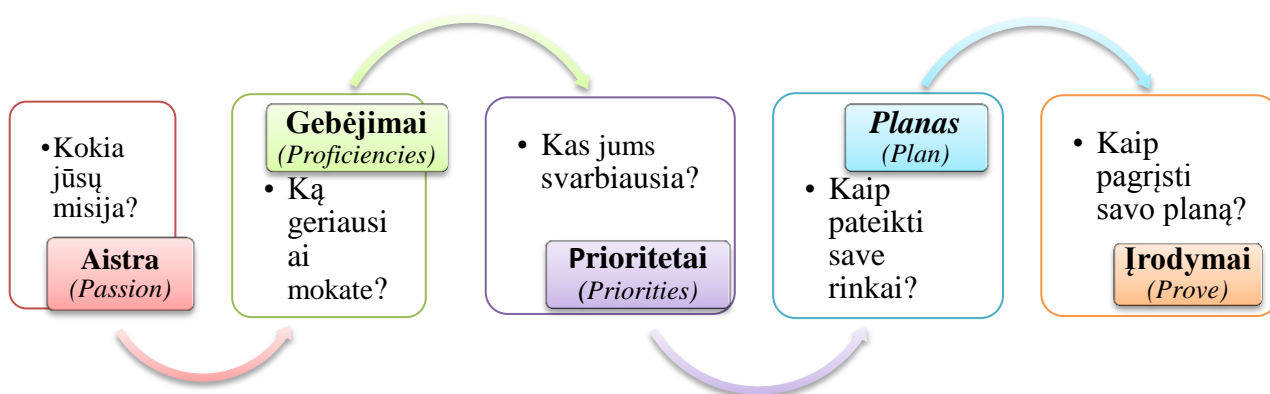 •Kokia
jūsų
misija?
Aistra
(Passion)
Gebėjimai
(Proficiencies)
• Ką
geriausi
ai
mokate?
• Kas jums
svarbiausia?
Prioritetai
(Priorities)
Planas
(Plan)
• Kaip
pateikti
save
rinkai?
• Kaip
pagrįsti
savo planą?
Įrodymai
(Prove)